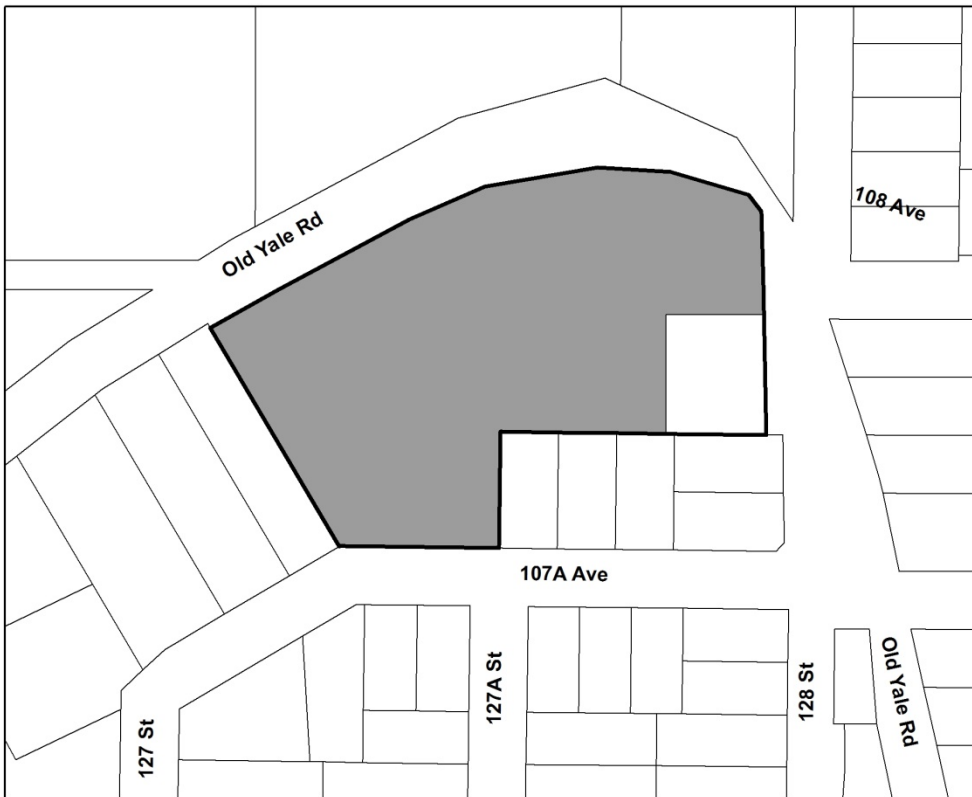 108 Ave
Old Yale Rd
107A Ave
127 St
127A St
128 St
Old Yale Rd